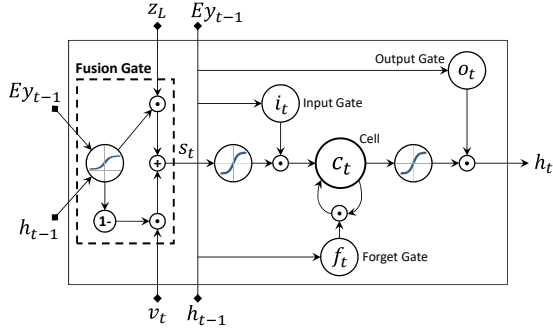 z_L Ey_{t-1}
Output Gate o_t
Fusion Gate
Ey_{t-1}
i_t Input Gate
Cell
s_t c_t h_t
h_{t-1} 1-
f_t Forget Gate
v_t h_{t-1}